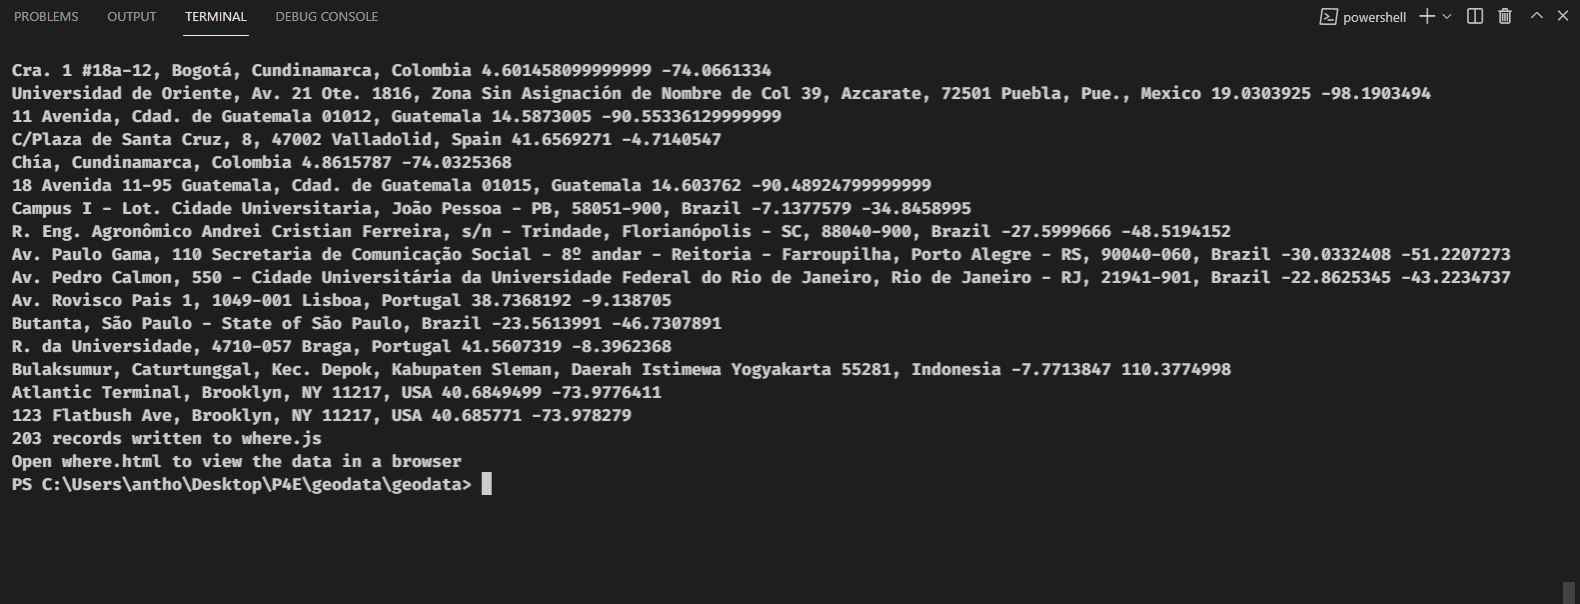 PROBLEMS OUTPUT TERMINAL DEBUG CONSOLE powershell
Cra. 1 #18a-12, Bogotá, Cundinamarca, Colombia 4.601458099999999 -74.0661334
Universidad de Oriente, Av. 21 Ote. 1816, Zona Sin Asignación de Nombre de Col 39, Azcarate, 72501 Puebla, Pue., Mexico 19.0303925 -98.1903494
11 Avenida, Cdad. de Guatemala 01012, Guatemala 14.5873005 -90.55336129999999
C/Plaza de Santa Cruz, 8, 47002 Valladolid, Spain 41.6569271 -4.7140547
Chía, Cundinamarca, Colombia 4.8615787 -74.0325368
18 Avenida 11-95 Guatemala, Cdad. de Guatemala 01015, Guatemala 14.603762 -90.48924799999999
Campus I - Lot. Cidade Universitaria, João Pessoa - PB, 58051-900, Brazil -7.1377579 -34.8458995
R. Eng. Agronômico Andrei Cristian Ferreira, s/n - Trindade, Florianópolis - SC, 88040-900, Brazil -27.5999666 -48.5194152
Av. Paulo Gama, 110 Secretaria de Comunicação Social - 8º andar - Reitoria - Farroupilha, Porto Alegre - RS, 90040-060, Brazil -30.0332408 -51.2207273
Av. Pedro Calmon, 550 - Cidade Universitária da Universidade Federal do Rio de Janeiro, Rio de Janeiro - RJ, 21941-901, Brazil -22.8625345 -43.2234737
Av. Rovisco Pais 1, 1049-001 Lisboa, Portugal 38.7368192 -9.138705
Butanta, São Paulo - State of São Paulo, Brazil -23.5613991 -46.7307891
R. da Universidade, 4710-057 Braga, Portugal 41.5607319 -8.3962368
Bulaksumur, Caturtunggal, Kec. Depok, Kabupaten Sleman, Daerah Istimewa Yogyakarta 55281, Indonesia -7.7713847 110.3774998
Atlantic Terminal, Brooklyn, NY 11217, USA 40.6849499 -73.9776411
123 Flatbush Ave, Brooklyn, NY 11217, USA 40.685771 -73.978279
203 records written to where.js
Open where.html to view the data in a browser
PS C:\Users\antho\Desktop\P4E\geodata\geodata>